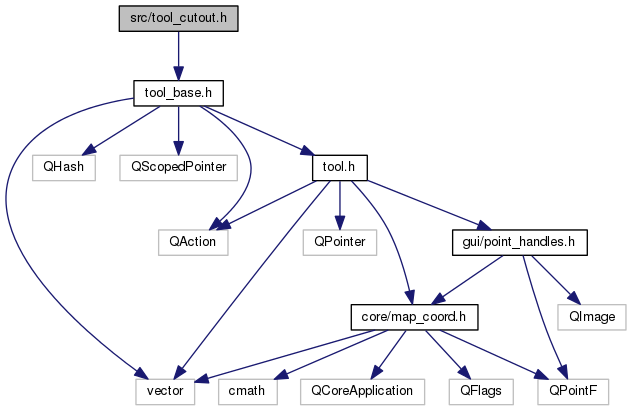 src/tool_cutout.h
tool_base.h
QHash
QScopedPointer
tool.h
QAction
QPointer
gui/point_handles.h
core/map_coord.h
QImage
vector
cmath
QCoreApplication
QFlags
QPointF